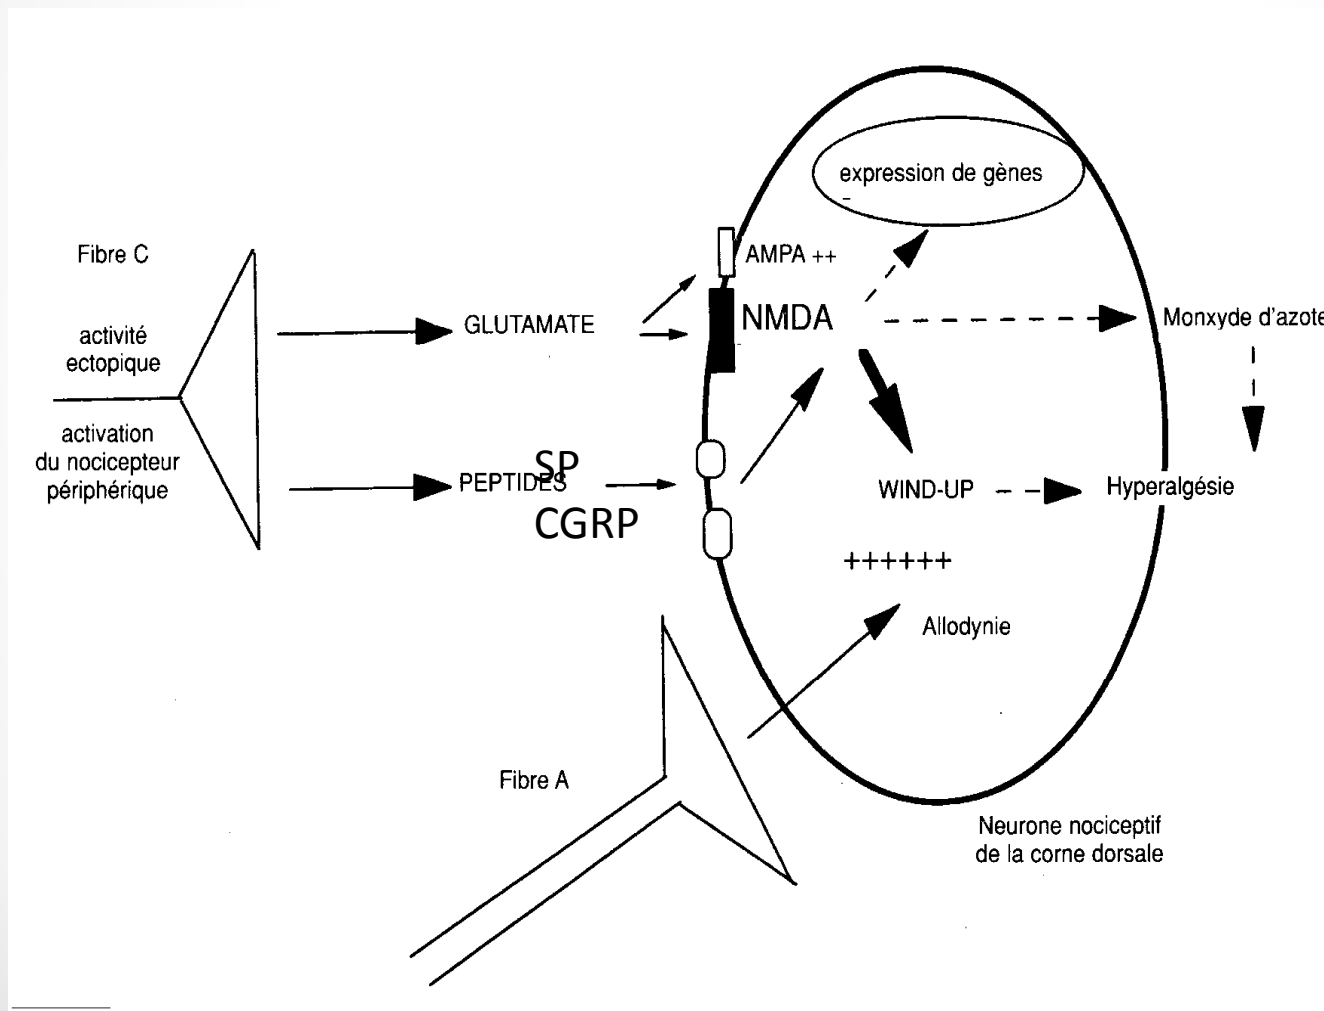 expression de gènes
Fibre C
AMPA ++
activité
ectopique
GLUTAMATE
NMDA
Monxyde d'azote
activation
du nocicepteur
périphérique
PEPTIDES
SP
CGRP
WIND-UP
Hyperalgésie
++++++
Allodynie
Fibre A
Neurone nociceptif
de la corne dorsale